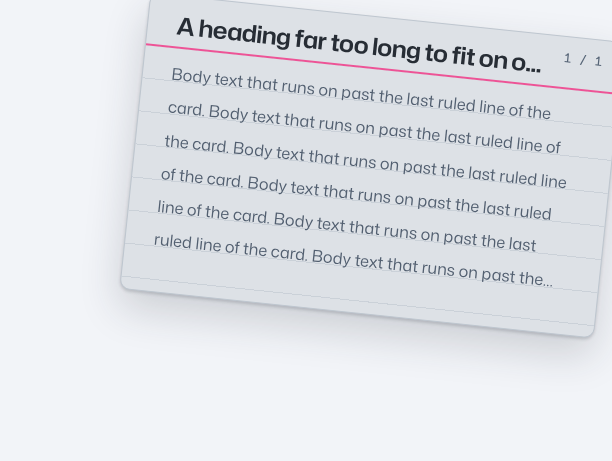 A heading far too long to fit on o...
1 / 1
Body text that runs on past the last ruled line of the
card. Body text that runs on past the last ruled line of
the card. Body text that runs on past the last ruled line
of the card. Body text that runs on past the last ruled
line of the card. Body text that runs on past the last
ruled line of the card. Body text that runs on past the...